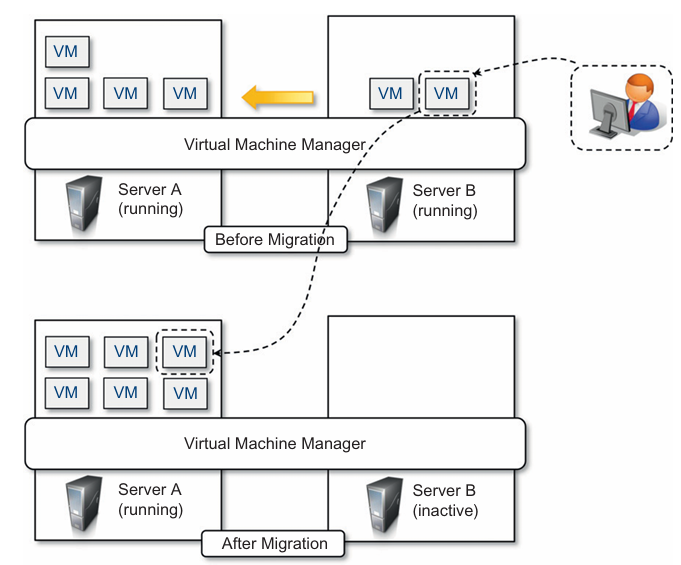 VM
VM VM VM VM VM
Virtual Machine Manager
Server A
(running)
Server B
(running)
Before Migration
VM VM VM
VM VM VM
Virtual Machine Manager
Server A
(running)
Server B
(inactive)
After Migration